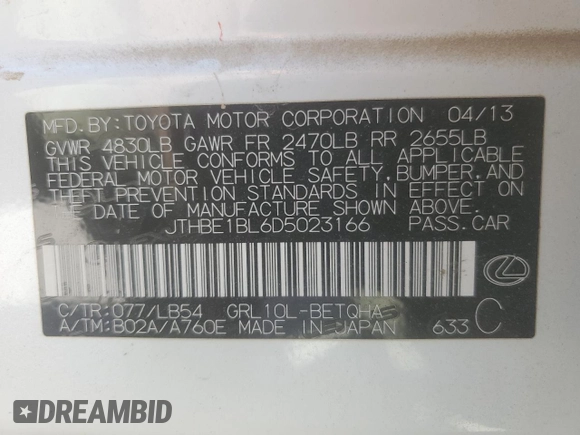 MFD.BY:TOYOTA MOTOR CORPORATION 04/13
GVWR 4830LB GAWR FR 2470LB RR 2655LB
THIS VEHICLE CONFORMS TO ALL APPLICABLE
FEDERAL MOTOR VEHICLE SAFETY,BUMPER,AND
THEFT PREVENTION STANDARDS IN EFFECT ON
THE DATE OF MANUFACTURE SHOWN ABOVE.
JTHBE1BL6D5023166 PASS.CAR
C/TR:077/LB54 GRL10L-BETQHA
A/TM:B02A/A760E MADE IN JAPAN 633 C
DREAMBID